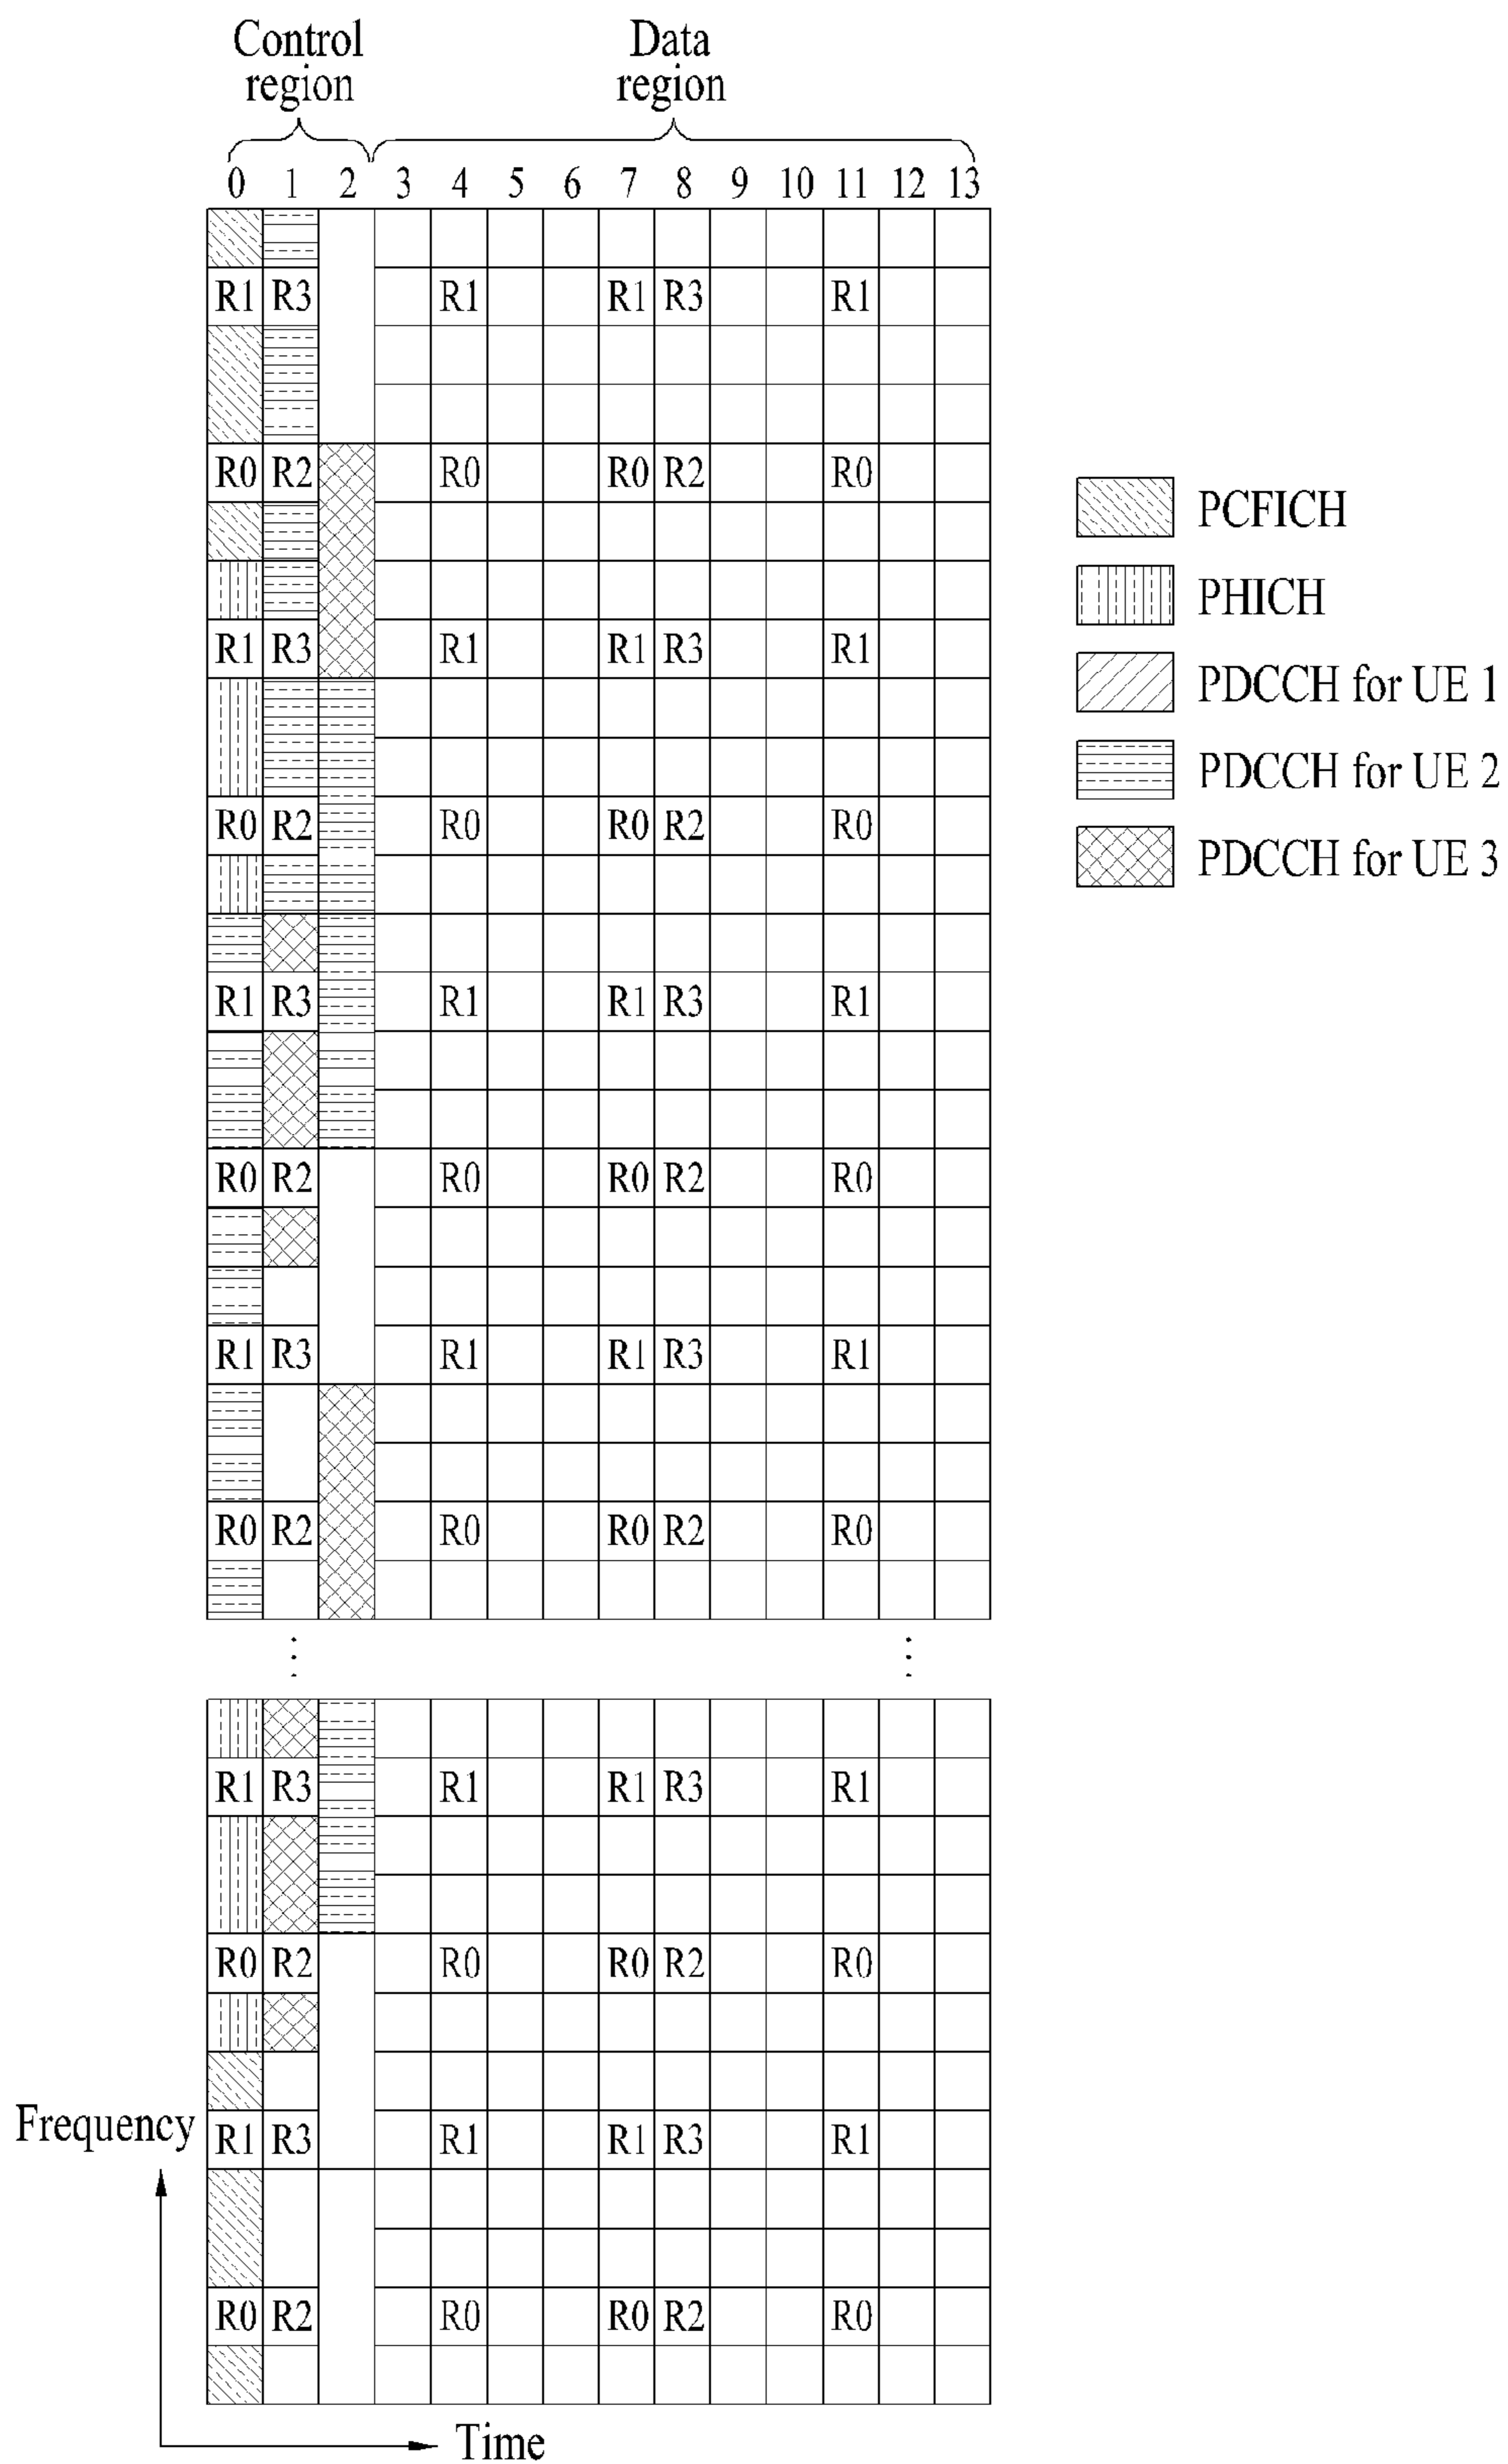 Control region
Data region
0 1 2 3 4 5 6 7 8 9 10 11 12 13
R1 R3 R1 R1 R3 R1
R0 R2 R0 R0 R2 R0
PCFICH
PHICH
R1 R3 R1 R1 R3 R1
PDCCH for UE 1
PDCCH for UE 2
R0 R2 R0 R0 R2 R0
PDCCH for UE 3
R1 R3 R1 R1 R3 R1
R0 R2 R0 R0 R2 R0
R1 R3 R1 R1 R3 R1
R0 R2 R0 R0 R2 R0
R1 R3 R1 R1 R3 R1
R0 R2 R0 R0 R2 R0
Frequency
R1 R3 R1 R1 R3 R1
R0 R2 R0 R0 R2 R0
Time